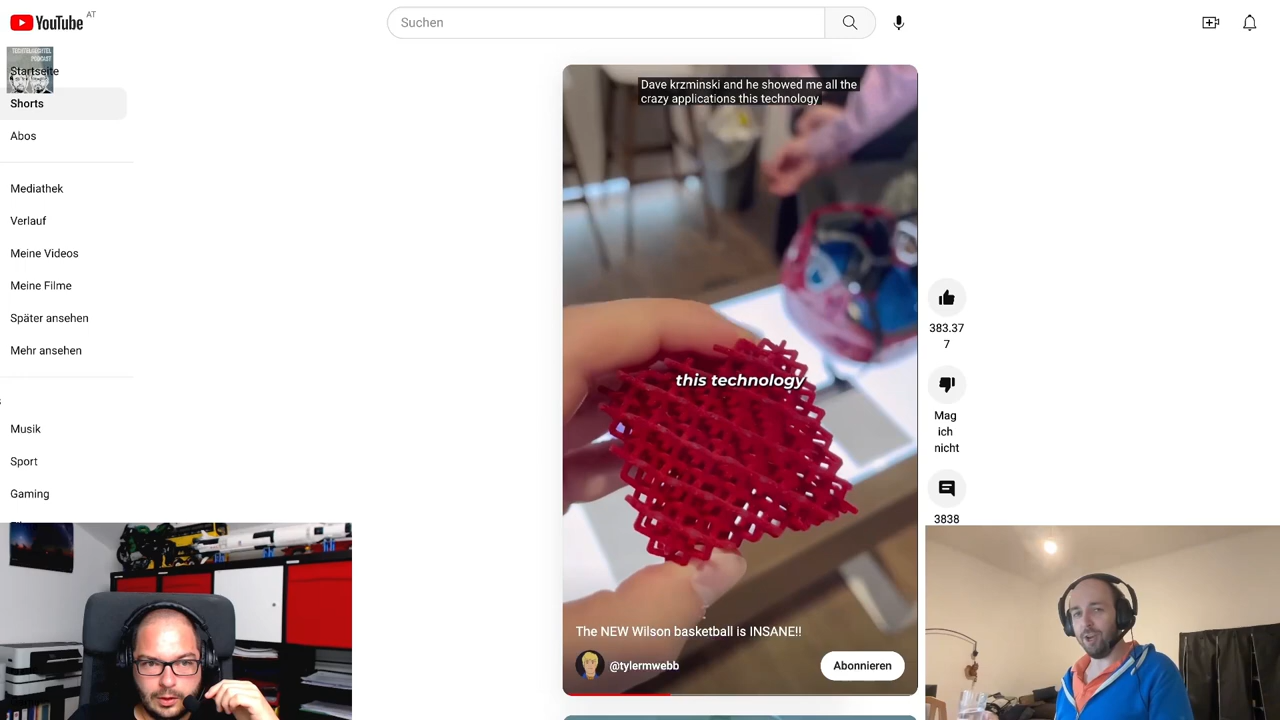 YouTube AT
Suchen
TECHTELMECHTEL
PODCAST
Startseite
Shorts
Abos
Mediathek
Verlauf
Meine Videos
Meine Filme
Später ansehen
Mehr ansehen
Musik
Sport
Gaming
Dave krzminski and he showed me all the
crazy applications this technology
this technology
The NEW Wilson basketball is INSANE!!
@tylermwebb
Abonnieren
383.37
7
Mag
ich
nicht
3838